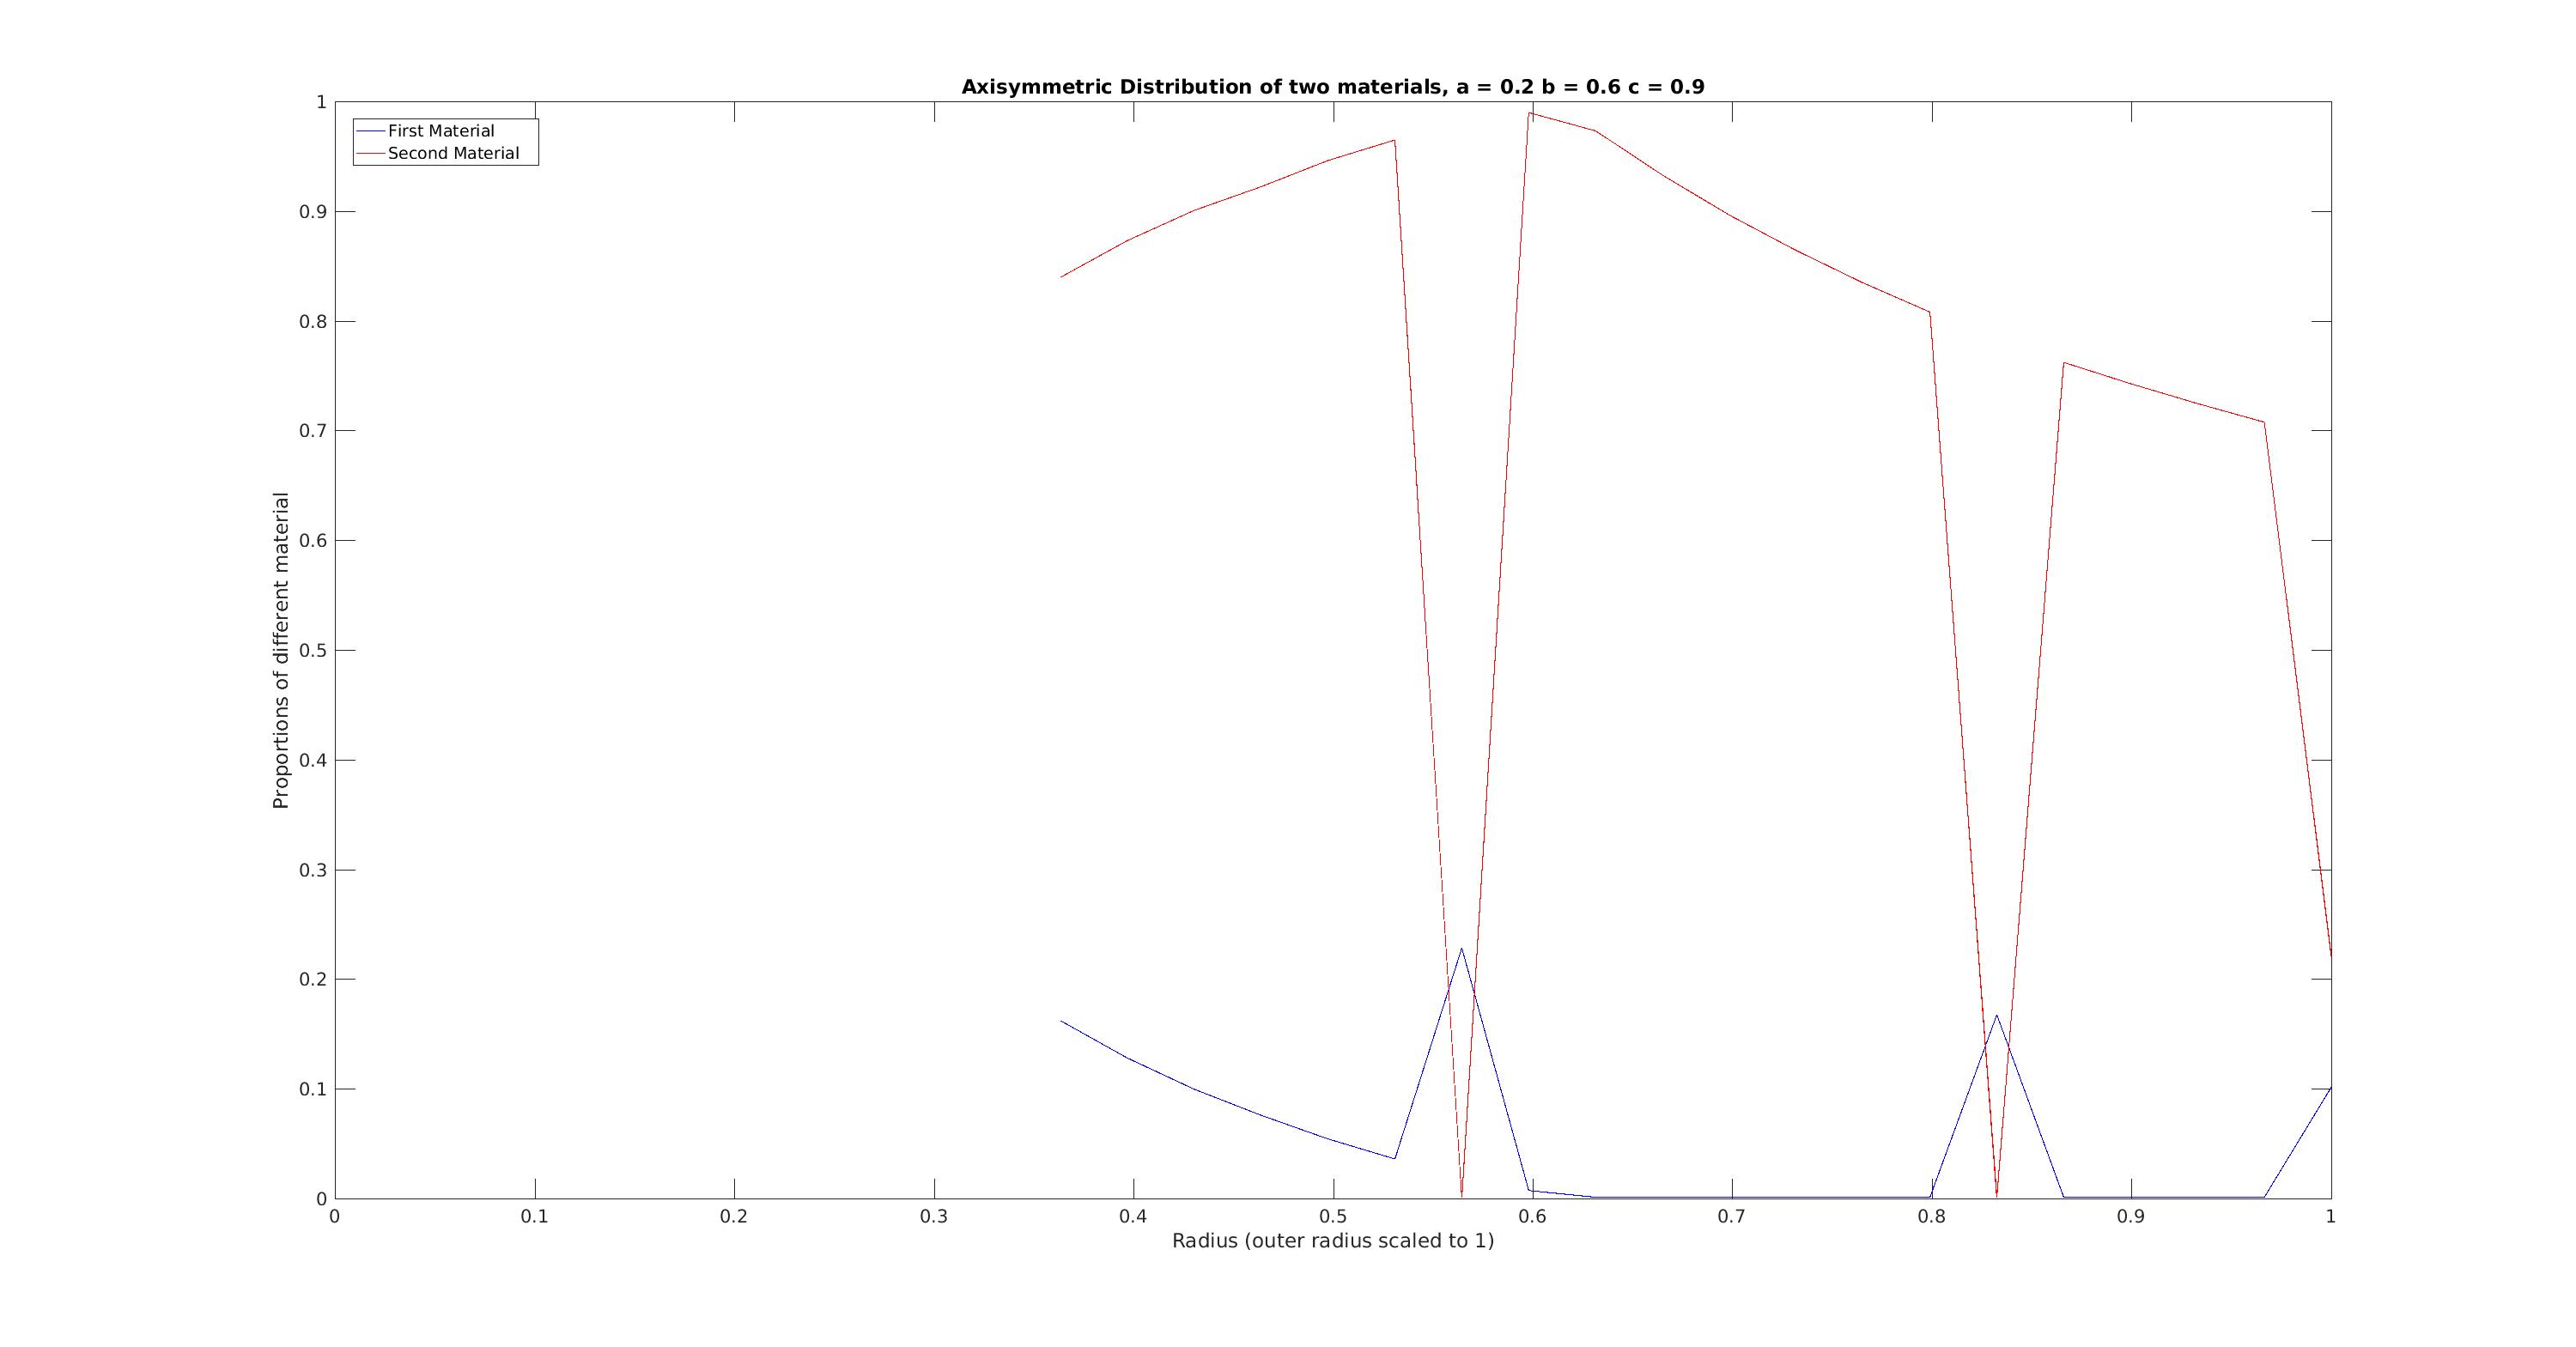 Axisymmetric Distribution of two materials, a = 0.2 b = 0.6 c = 0.9
First Material
Second Material
Proportions of different material
1
0.9
0.8
0.7
0.6
0.5
0.4
0.3
0.2
0.1
0
0 0.1 0.2 0.3 0.4 0.5 0.6 0.7 0.8 0.9 1
Radius (outer radius scaled to 1)